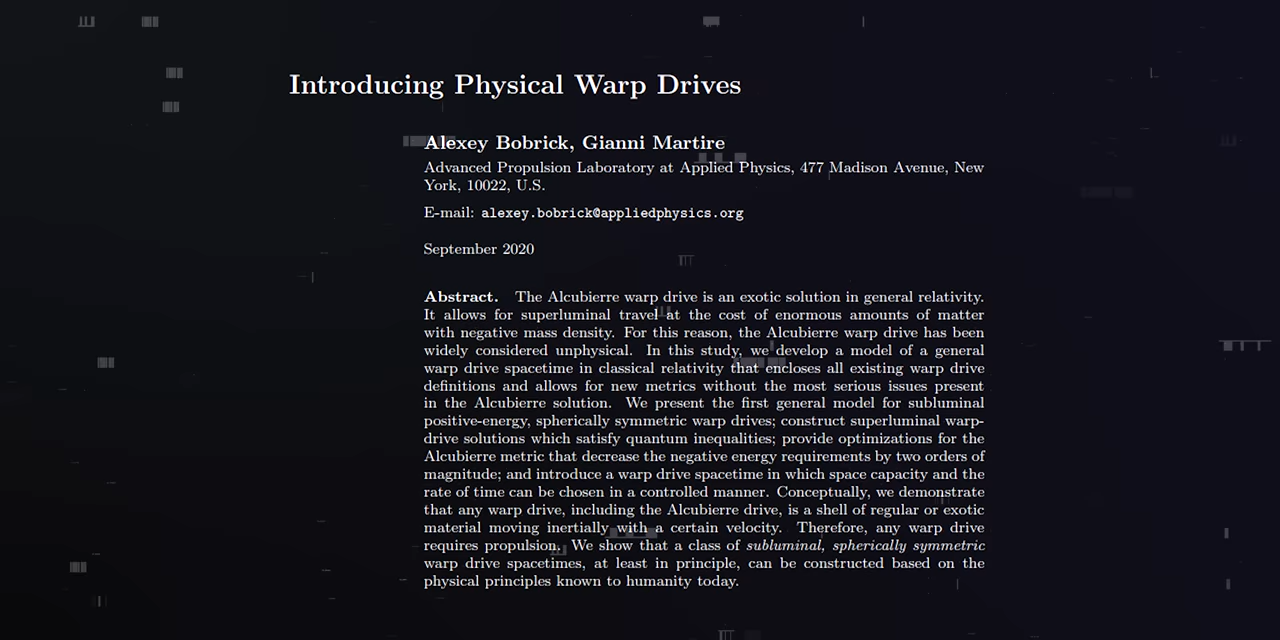 Introducing Physical Warp Drives
Alexey Bobrick, Gianni Martire
Advanced Propulsion Laboratory at Applied Physics, 477 Madison Avenue, New
York, 10022, U.S.
E-mail: alexey.bobrick@appliedphysics.org
September 2020
Abstract. The Alcubierre warp drive is an exotic solution in general relativity.
It allows for superluminal travel at the cost of enormous amounts of matter
with negative mass density. For this reason, the Alcubierre warp drive has been
widely considered unphysical. In this study, we develop a model of a general
warp drive spacetime in classical relativity that encloses all existing warp drive
definitions and allows for new metrics without the most serious issues present
in the Alcubierre solution. We present the first general model for subluminal
positive-energy, spherically symmetric warp drives; construct superluminal warp-
drive solutions which satisfy quantum inequalities; provide optimizations for the
Alcubierre metric that decrease the negative energy requirements by two orders of
magnitude; and introduce a warp drive spacetime in which space capacity and the
rate of time can be chosen in a controlled manner. Conceptually, we demonstrate
that any warp drive, including the Alcubierre drive, is a shell of regular or exotic
material moving inertially with a certain velocity. Therefore, any warp drive
requires propulsion. We show that a class of subluminal, spherically symmetric
warp drive spacetimes, at least in principle, can be constructed based on the
physical principles known to humanity today.